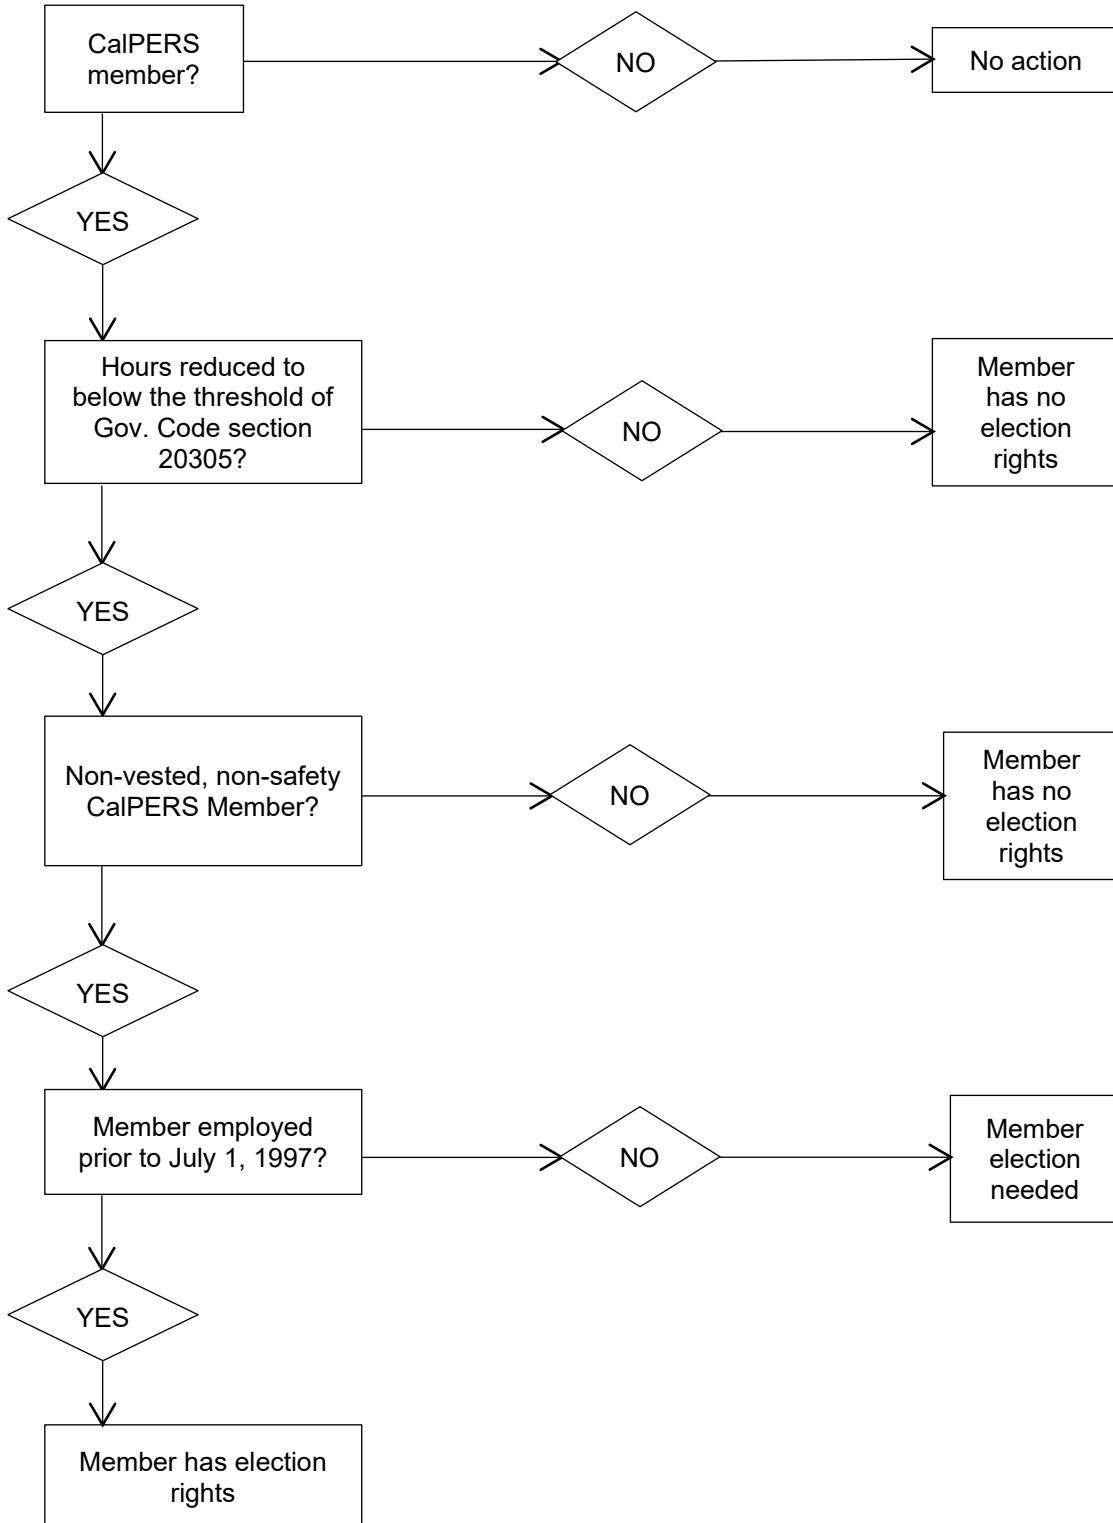 CalPERS
member?
NO
No action
YES
Hours reduced to
below the threshold of
Gov. Code section
20305?
NO
Member
has no
election
rights
YES
Non-vested, non-safety
CalPERS Member?
NO
Member
has no
election
rights
YES
Member employed
prior to July 1, 1997?
NO
Member
election
needed
YES
Member has election
rights